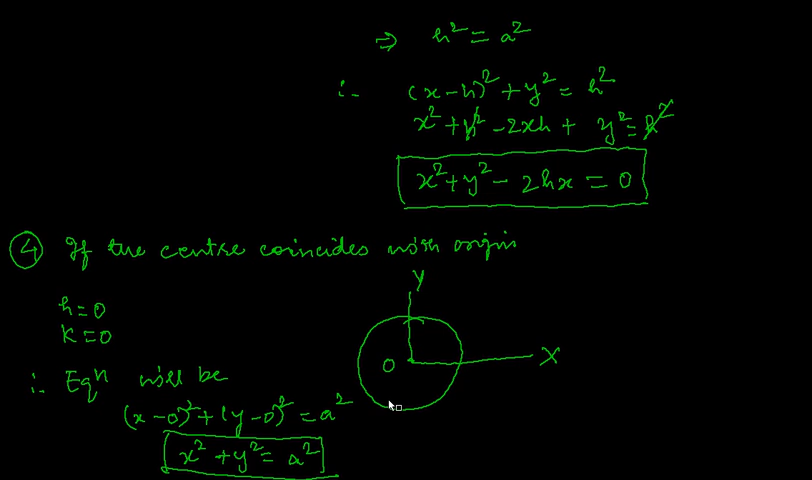 ⇒ h² = a²
∴ (x-h)² + y² = h²
x² + h² - 2xh + y² = h²
x² + y² - 2hx = 0
④ If the centre coincides with origin
Y
h = 0
k = 0
O X
∴ Eqⁿ will be
(x-0)² + (y-0)² = a²
x² + y² = a²